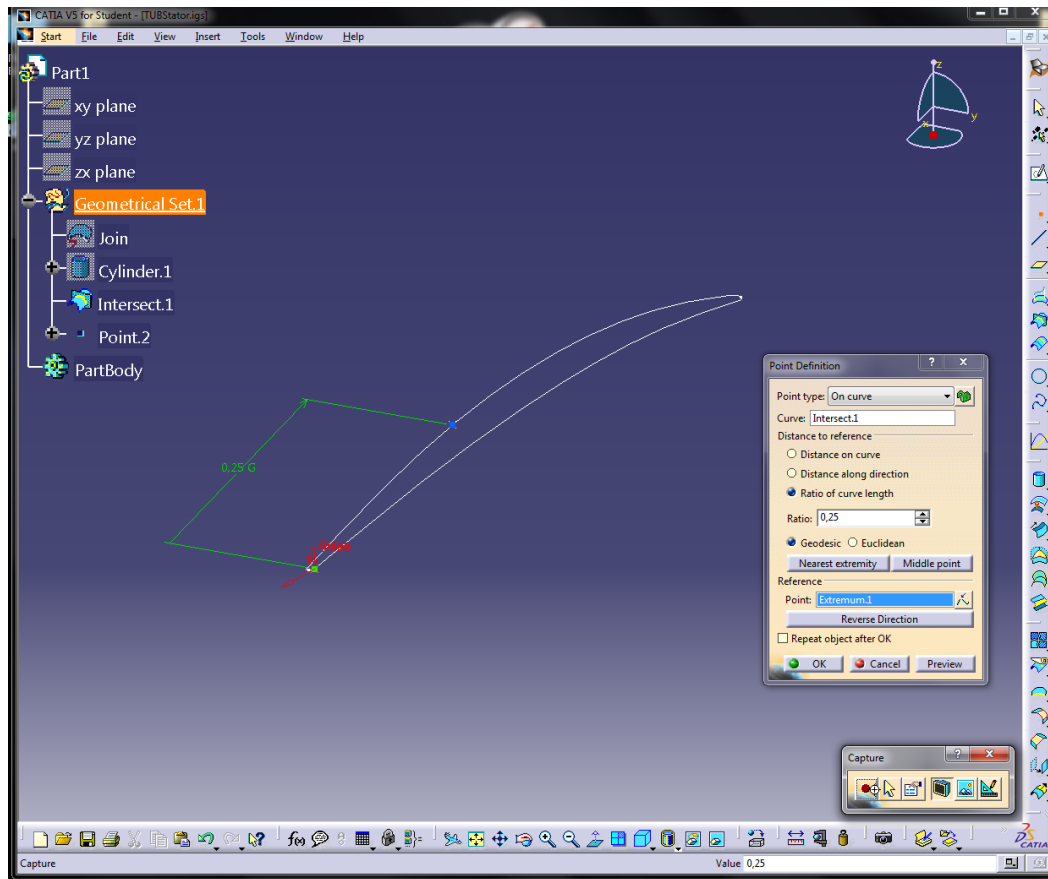 CATIA V5 for Student - [TUBStator.igs]
Start File Edit View Insert Tools Window Help
Part1
xy plane
yz plane
zx plane
Geometrical Set.1
Join
Cylinder.1
Intersect.1
Point.2
PartBody
z
y
x
0,25 G
Point Definition
Point type: On curve
Curve: Intersect.1
Distance to reference
Distance on curve
Distance along direction
Ratio of curve length
Ratio: 0,25
Geodesic Euclidean
Nearest extremity Middle point
Reference
Point: Extremum.1
Reverse Direction
Repeat object after OK
OK Cancel Preview
Capture
f(x)
CATIA
Capture Value 0,25